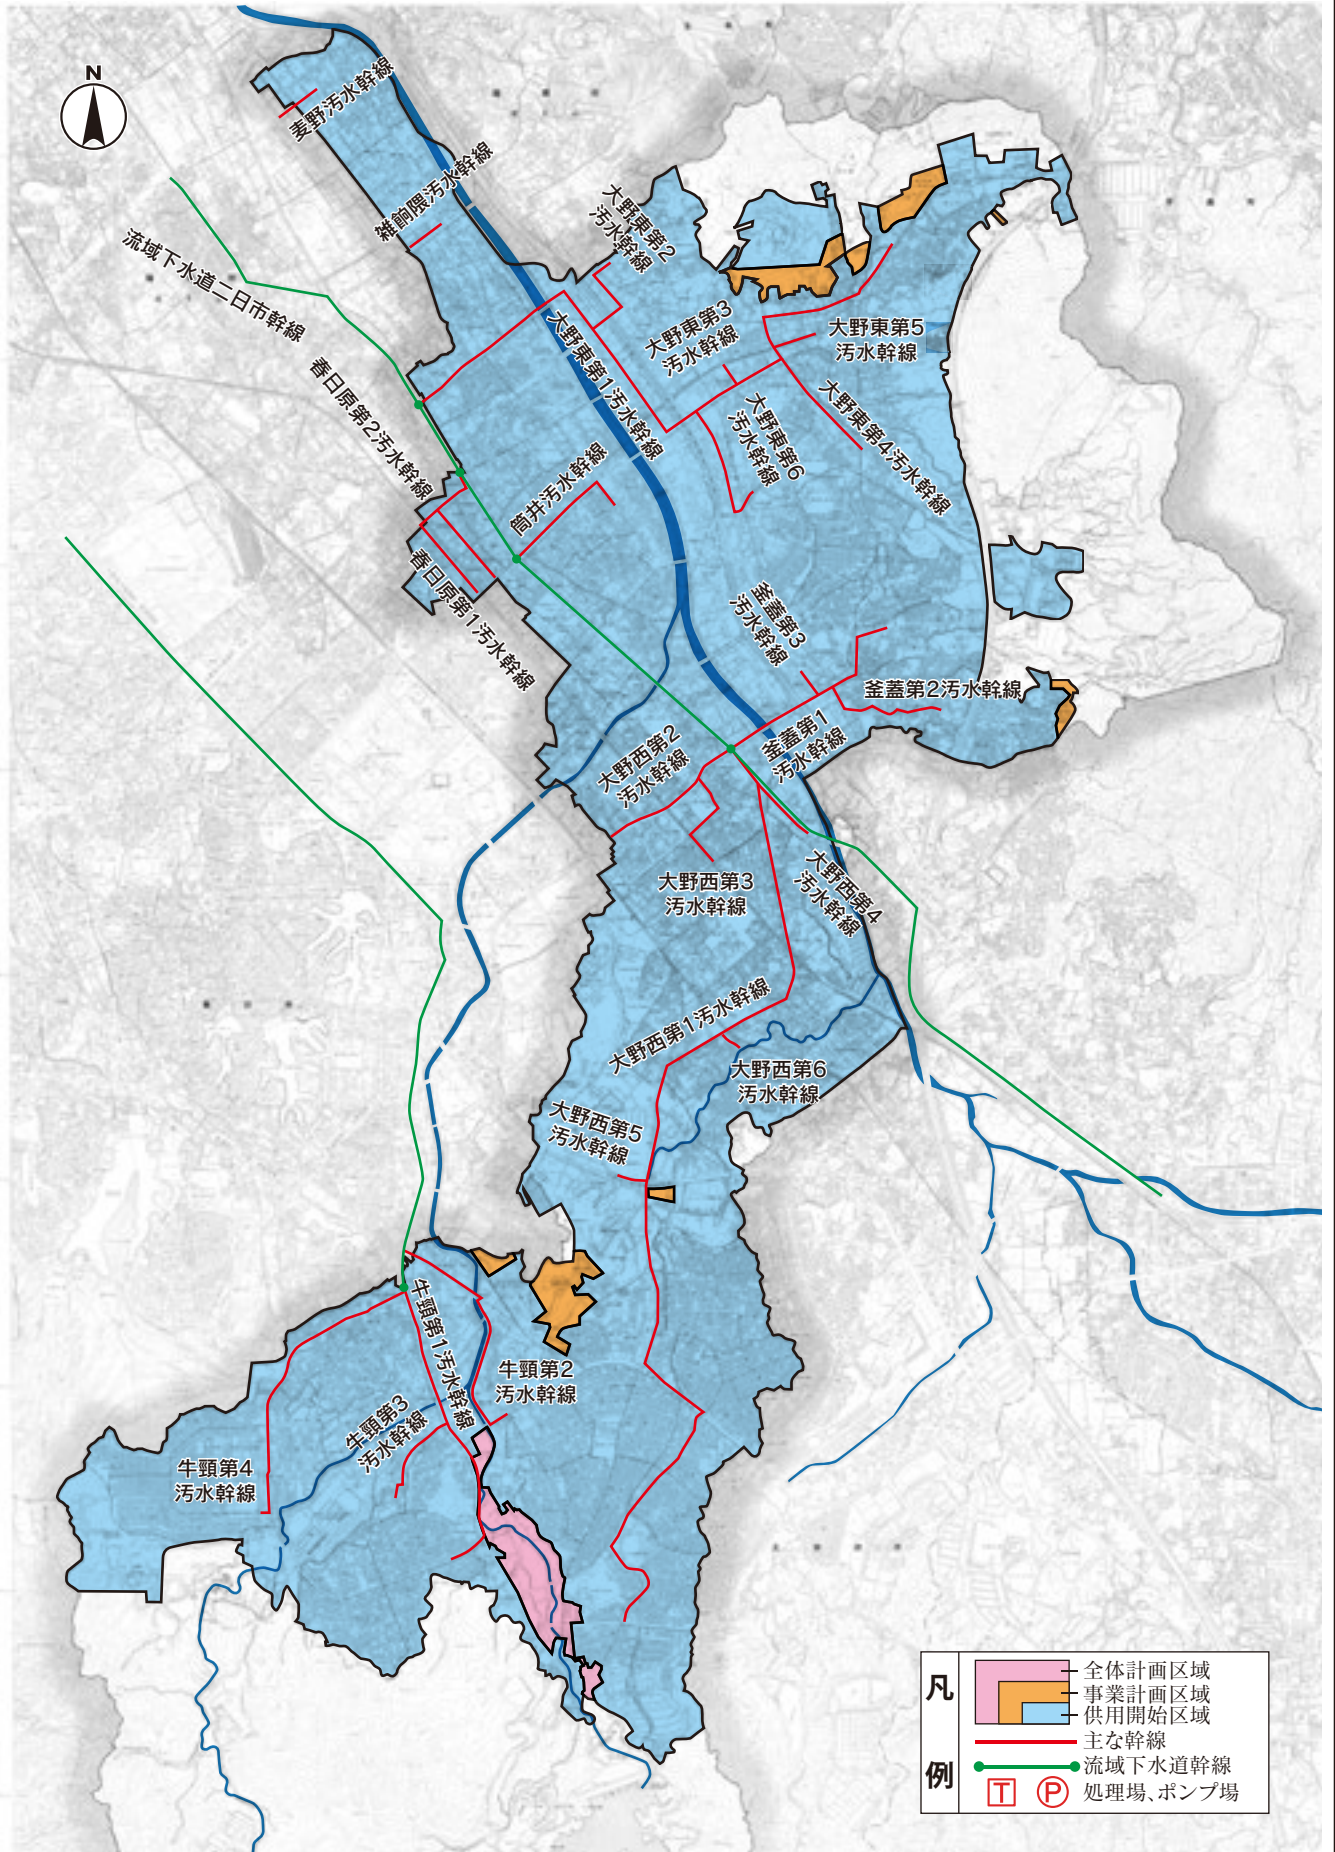 N
麦野汚水幹線
雑餉隈汚水幹線
流域下水道二日市幹線
大野東第2
汚水幹線
大野東第1汚水幹線
大野東第3
汚水幹線
大野東第5
汚水幹線
大野東第4汚水幹線
大野東第6
汚水幹線
春日原第2汚水幹線
筒井汚水幹線
春日原第1汚水幹線
釜蓋第3
汚水幹線
釜蓋第2汚水幹線
釜蓋第1
汚水幹線
大野西第2
汚水幹線
大野西第3
汚水幹線
大野西第4
汚水幹線
大野西第1汚水幹線
大野西第6
汚水幹線
大野西第5
汚水幹線
牛頸第1汚水幹線
牛頸第2
汚水幹線
牛頸第3
汚水幹線
牛頸第4
汚水幹線
凡例
全体計画区域
事業計画区域
供用開始区域
主な幹線
流域下水道幹線
T P 処理場、ポンプ場